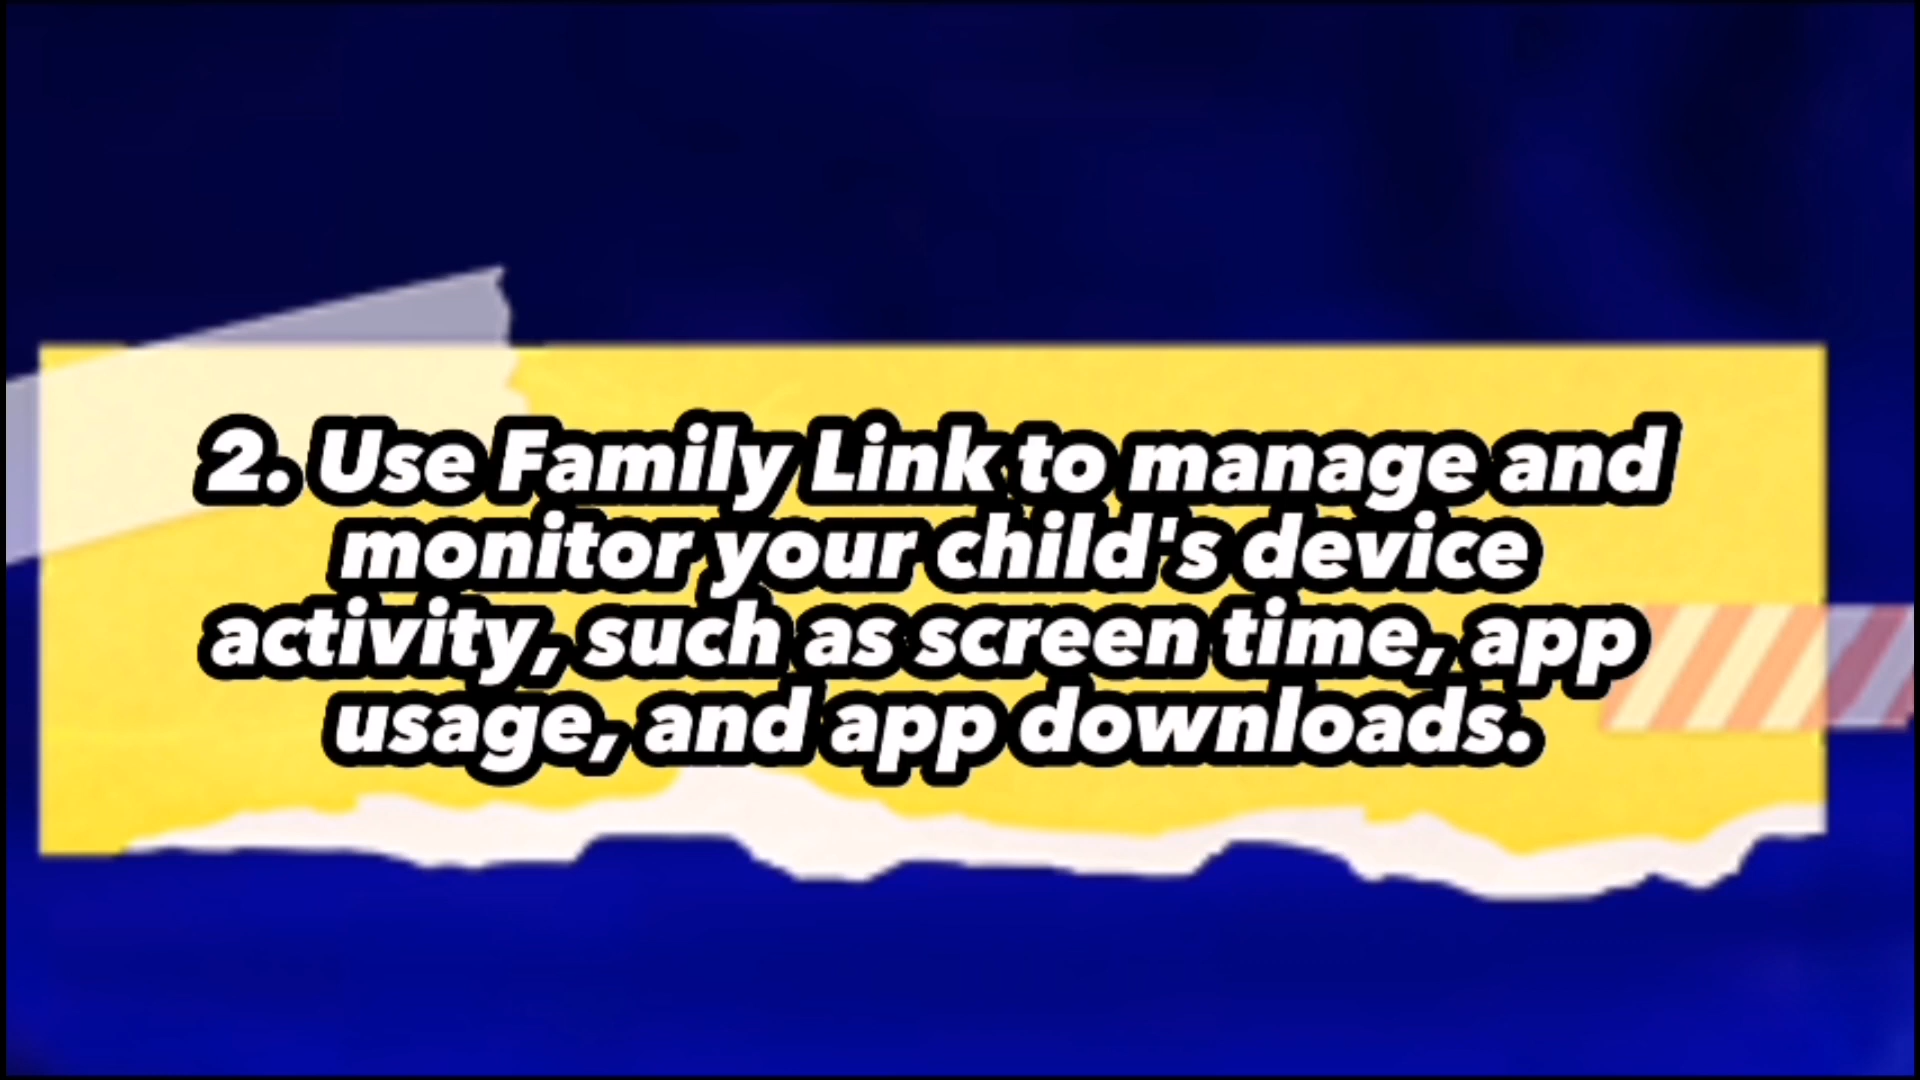 2. Use Family Link to manage and
monitor your child's device
activity, such as screen time, app
usage, and app downloads.